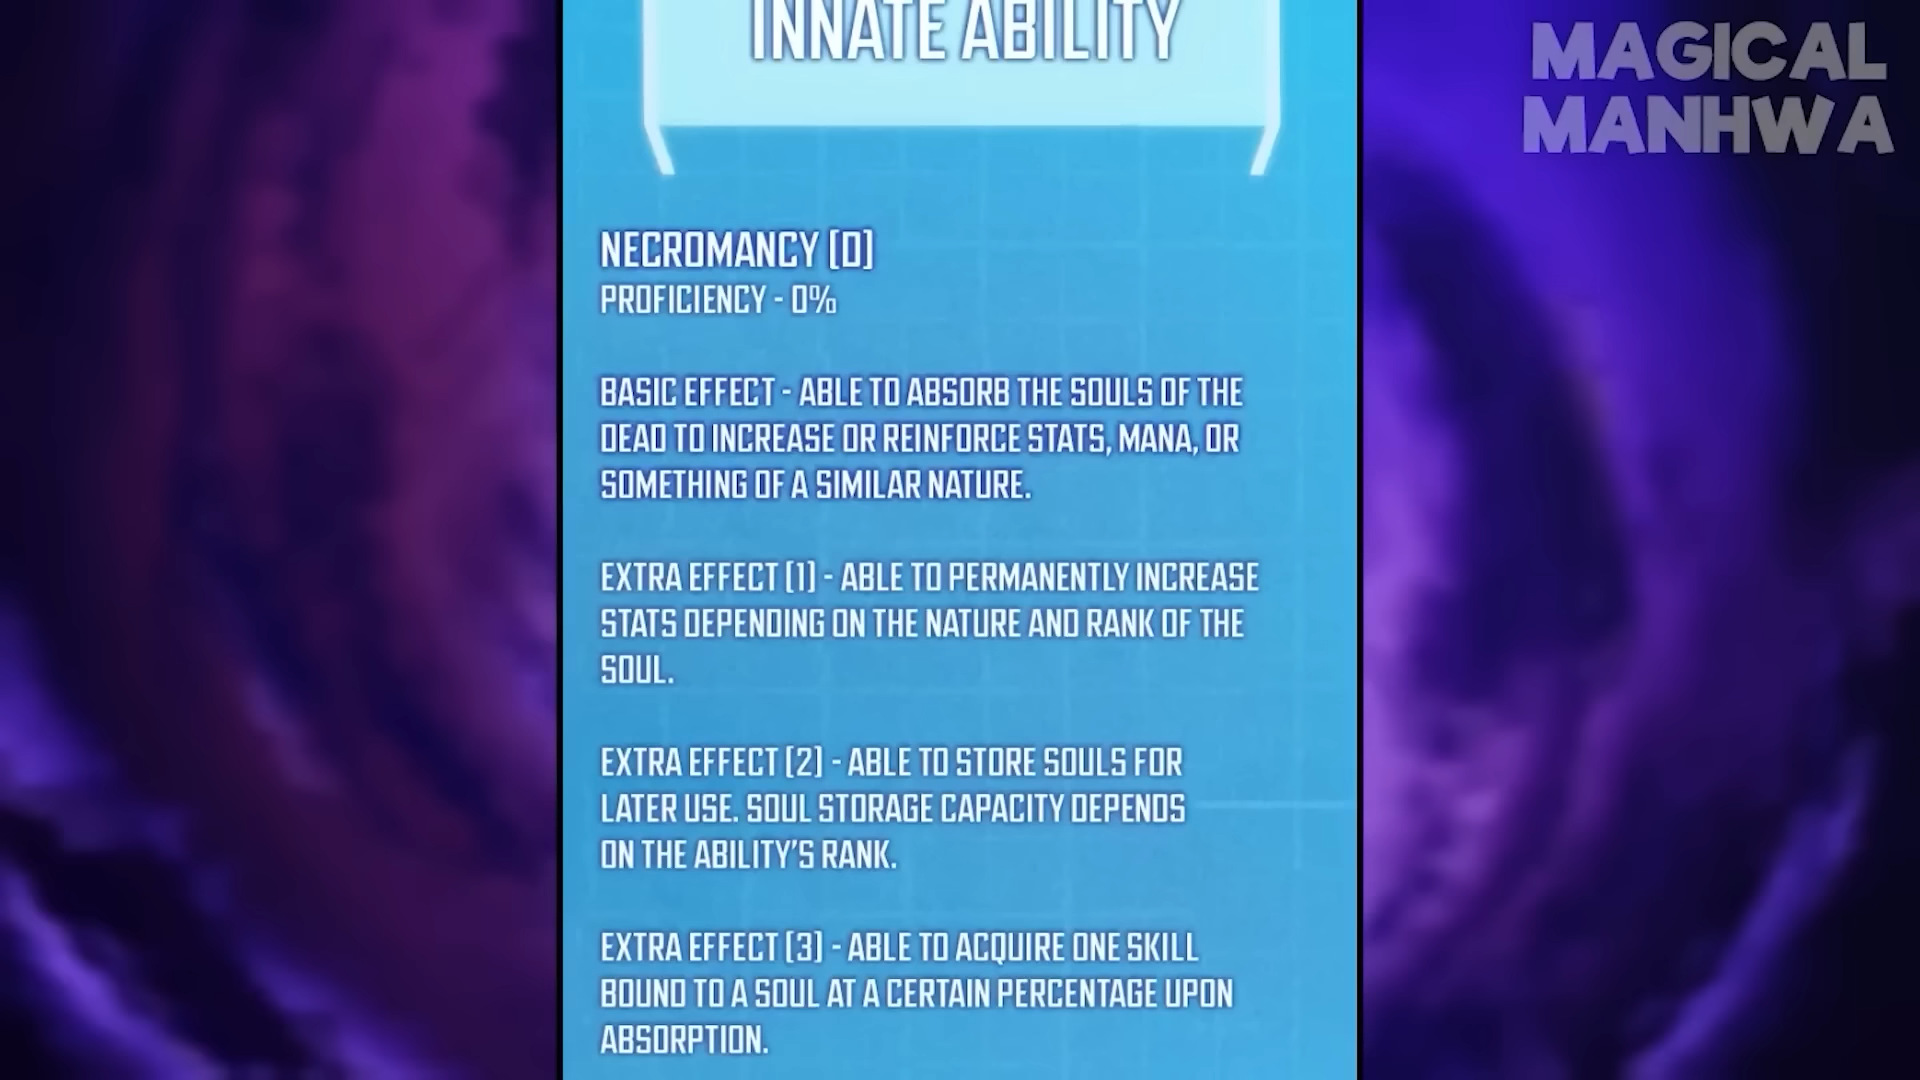 INNATE ABILITY
MAGICAL
MANHWA
NECROMANCY [D]
PROFICIENCY - 0%
BASIC EFFECT - ABLE TO ABSORB THE SOULS OF THE
DEAD TO INCREASE OR REINFORCE STATS, MANA, OR
SOMETHING OF A SIMILAR NATURE.
EXTRA EFFECT [1] - ABLE TO PERMANENTLY INCREASE
STATS DEPENDING ON THE NATURE AND RANK OF THE
SOUL.
EXTRA EFFECT [2] - ABLE TO STORE SOULS FOR
LATER USE. SOUL STORAGE CAPACITY DEPENDS
ON THE ABILITY'S RANK.
EXTRA EFFECT [3] - ABLE TO ACQUIRE ONE SKILL
BOUND TO A SOUL AT A CERTAIN PERCENTAGE UPON
ABSORPTION.